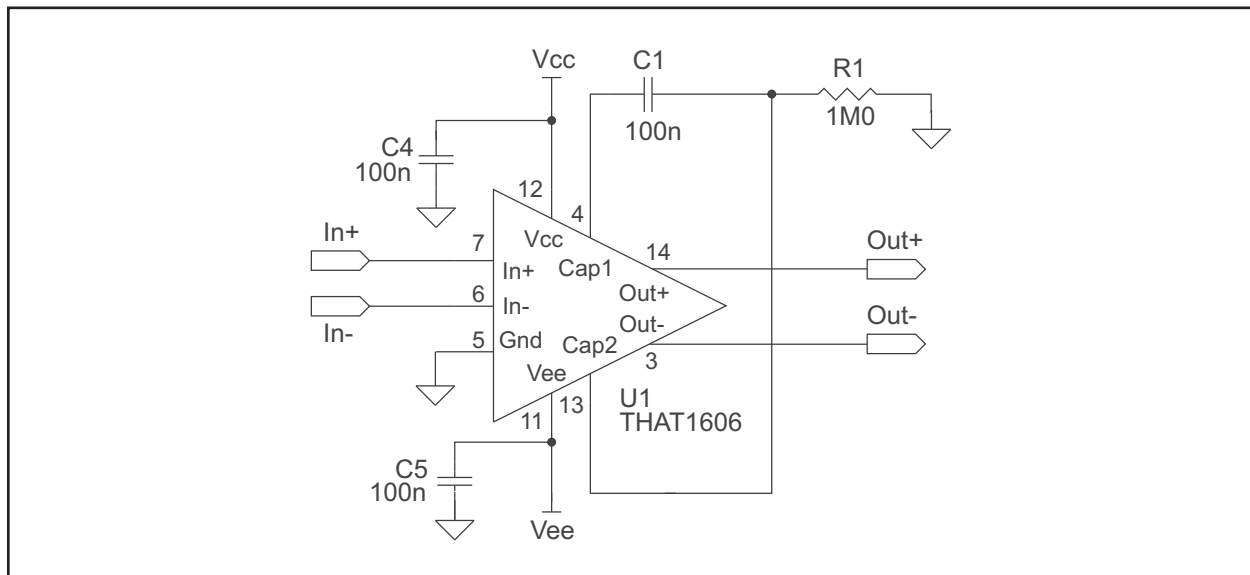 Vcc
C1
R1
100n
1M0
C4
100n
12
4
In+
7
Vcc
Cap1
14
Out+
In+
Out+
6
In-
Out-
Out-
In-
5
Gnd
Cap2
3
Vee
U1
THAT1606
11
13
C5
100n
Vee